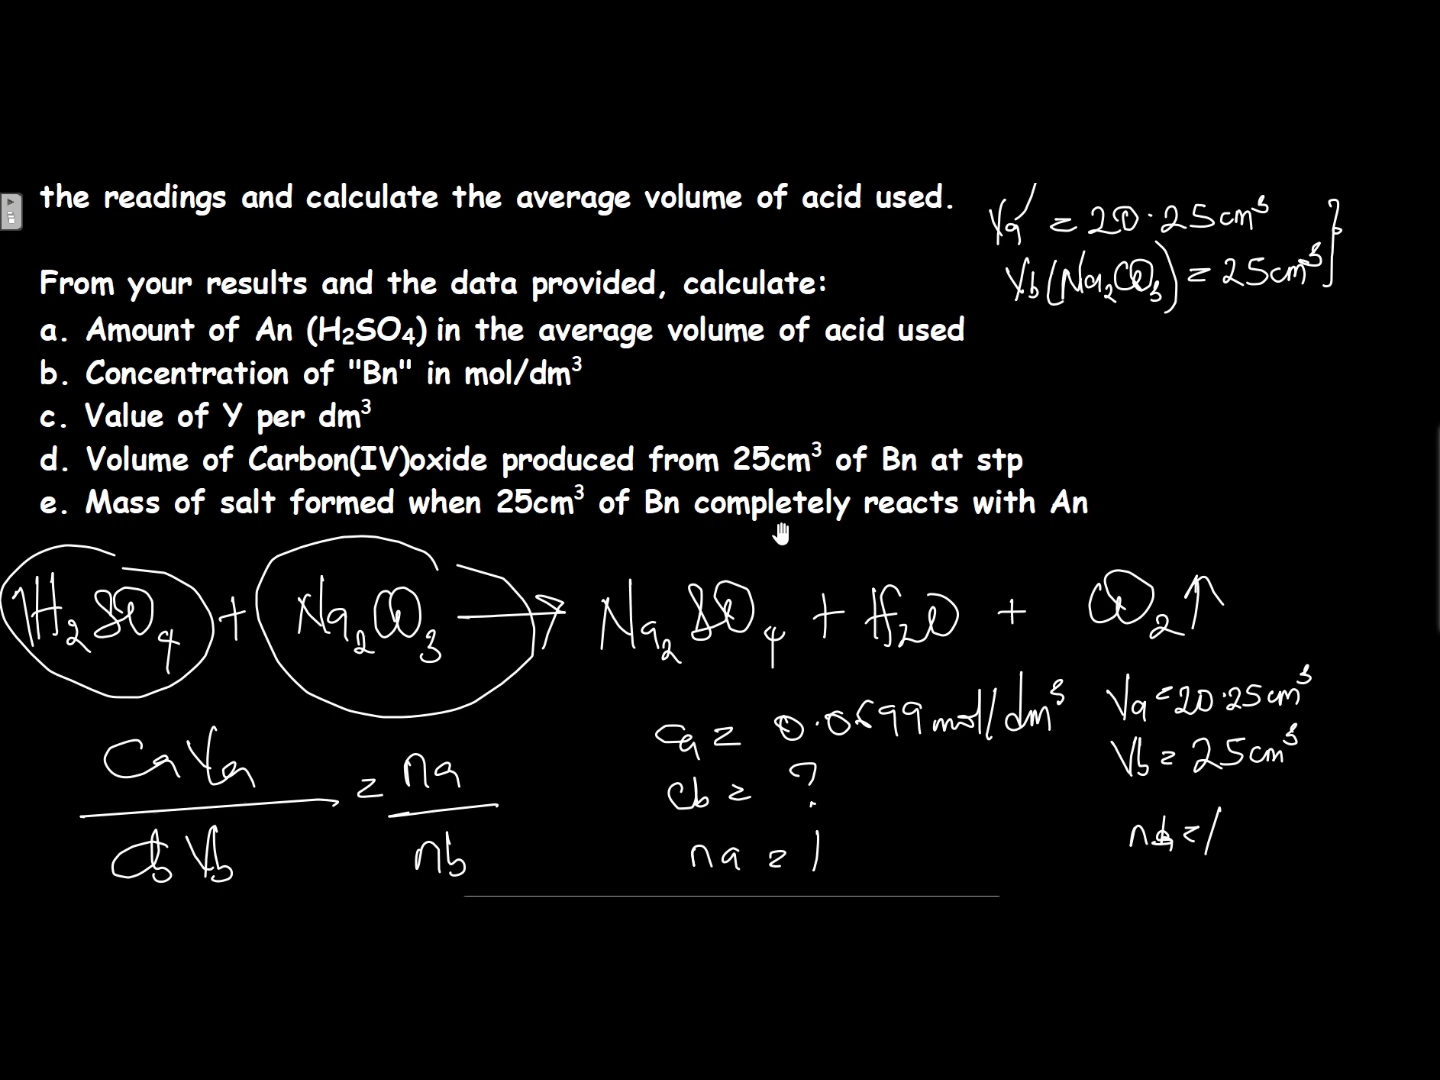 the readings and calculate the average volume of acid used.
Va = 20.25cm³
Vb(Na₂CO₃) = 25cm³
From your results and the data provided, calculate:
a. Amount of An (H₂SO₄) in the average volume of acid used
b. Concentration of "Bn" in mol/dm³
c. Value of Y per dm³
d. Volume of Carbon(IV)oxide produced from 25cm³ of Bn at stp
e. Mass of salt formed when 25cm³ of Bn completely reacts with An
1H₂SO₄ + Na₂CO₃ → Na₂SO₄ + H₂O + CO₂↑
CaVa / CbVb = na / nb
Ca = mol/dm³ Va = 20.25cm³
Cb = ? Vb = 25cm³
na = 1 nb = 1